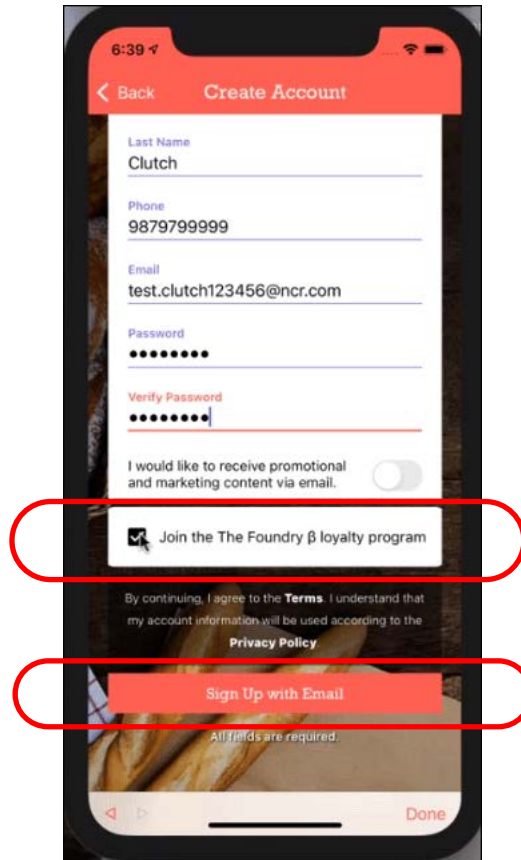 6:39
Back
Create Account
Last Name
Clutch
Phone
9879799999
Email
test.clutch123456@ncr.com
Password
Verify Password
I would like to receive promotional
and marketing content via email.
Join the The Foundry β loyalty program
By continuing, I agree to the Terms. I understand that
my account information will be used according to the
Privacy Policy.
Sign Up with Email
All fields are required.
Done